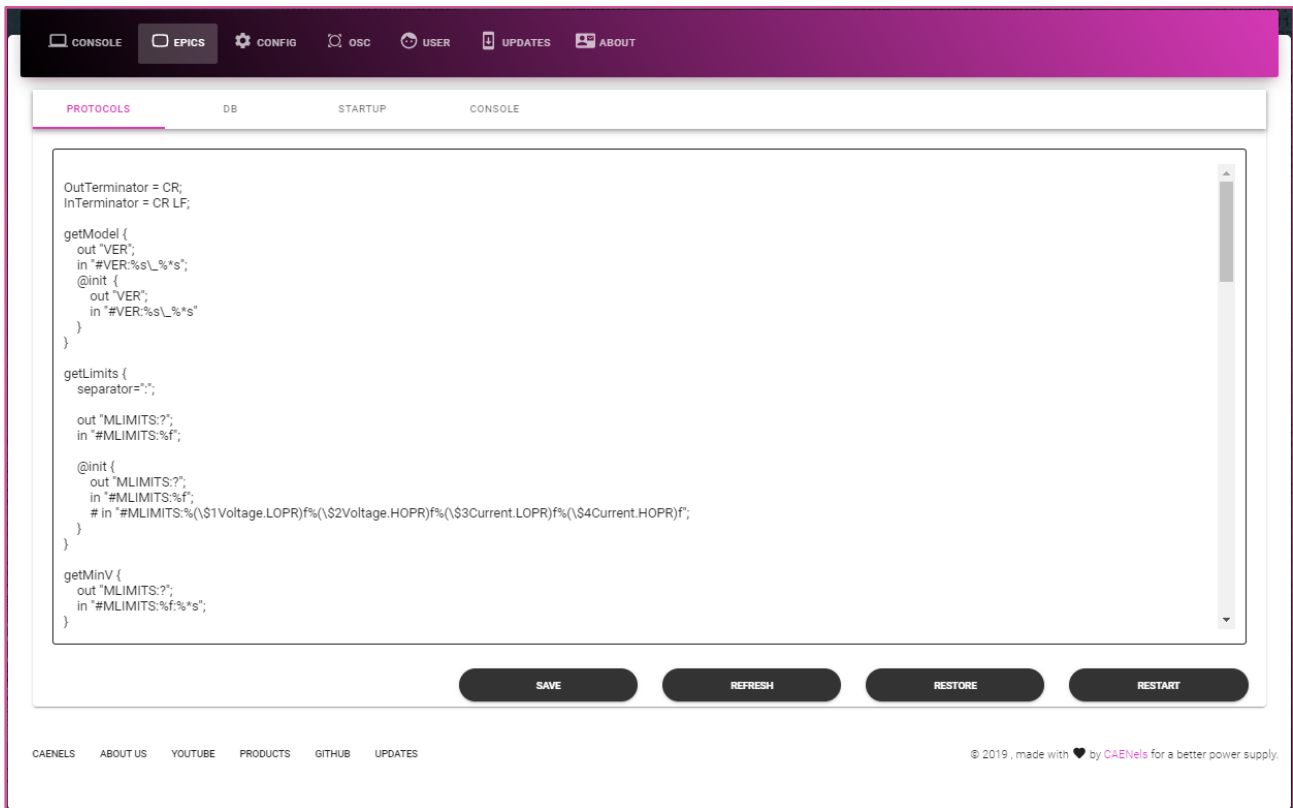 CONSOLE EPICS CONFIG OSC USER UPDATES ABOUT
PROTOCOLS DB STARTUP CONSOLE
OutTerminator = CR;
InTerminator = CR LF;
getModel {
out "VER";
in "#VER:%s\_%*s";
@init {
out "VER";
in "#VER:%s\_%*s"
}
}
getLimits {
separator=":";
out "MLIMITS:?";
in "#MLIMITS:%f";
@init {
out "MLIMITS:?";
in "#MLIMITS:%f";
# in "#MLIMITS:%(\$1Voltage.LOPR)f%(\$2Voltage.HOPR)f%(\$3Current.LOPR)f%(\$4Current.HOPR)f";
}
}
getMinV {
out "MLIMITS:?";
in "#MLIMITS:%f:%*s";
}
SAVE REFRESH RESTORE RESTART
CAENELS ABOUT US YOUTUBE PRODUCTS GITHUB UPDATES
© 2019 , made with ♥ by CAENels for a better power supply.